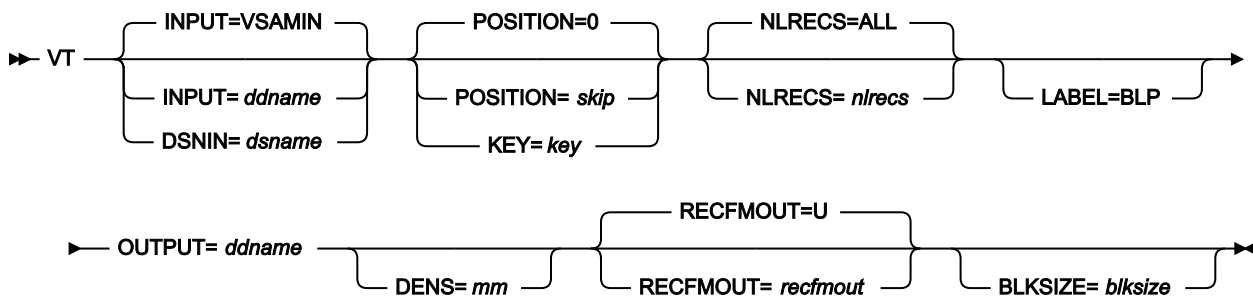 INPUT=VSAMIN POSITION=0 NLRECS=ALL
VT
INPUT= ddname POSITION= skip NLRECS= nlrecs LABEL=BLP
DSNIN= dsname KEY= key
RECFMOUT=U
OUTPUT= ddname
DENS= mm RECFMOUT= recfmout BLKSIZE= blksize